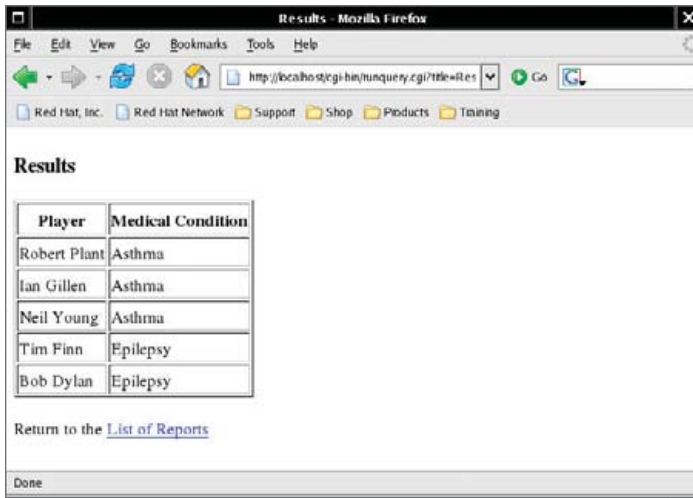 Results - Mozilla Firefox
File Edit View Go Bookmarks Tools Help
http://localhost/cgi-bin/runquery.cgi?title=Res Go G
Red Hat, Inc. Red Hat Network Support Shop Products Training
Results
Player Medical Condition
Robert Plant Asthma
Ian Gillen Asthma
Neil Young Asthma
Tim Finn Epilepsy
Bob Dylan Epilepsy
Return to the List of Reports
Done